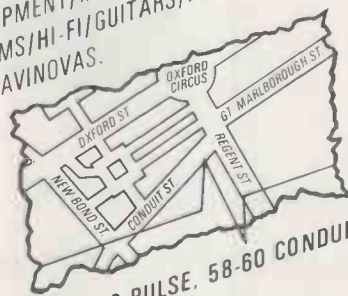 MS/HI-FI/GUITARS/
AVINOVAS.
OXFORD
CIRCUS
OXFORD ST
GT. MARLBOROUGH ST.
REGENT ST
NEW BOND ST.
CONDUIT ST
PULSE, 58-60 CONDUI